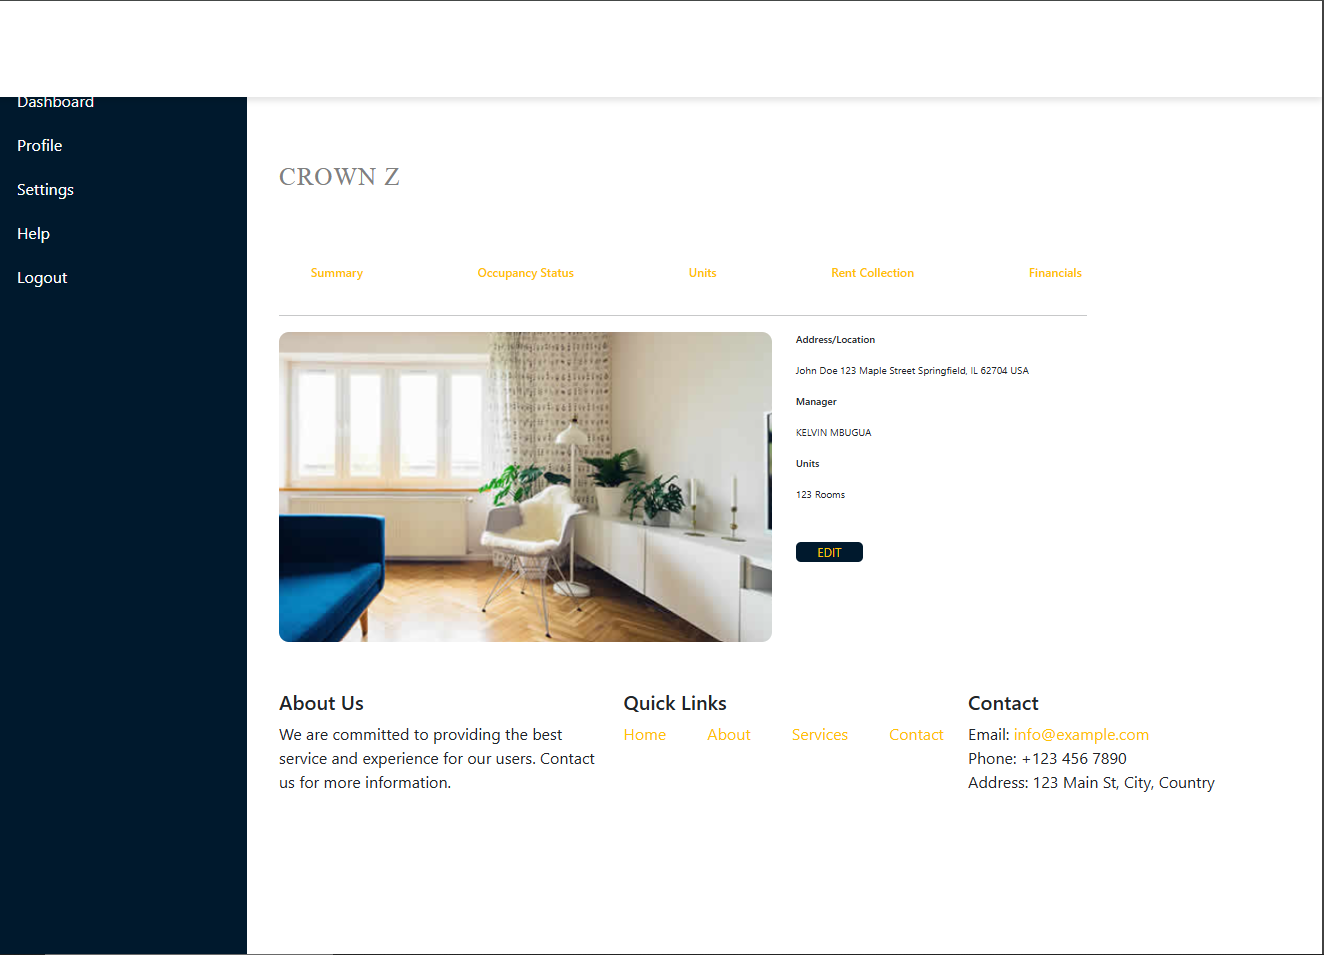 Dashboard
Profile
Settings
Help
Logout
CROWN Z
Summary Occupancy Status Units Rent Collection Financials
Address/Location
John Doe 123 Maple Street Springfield, IL 62704 USA
Manager
KELVIN MBUGUA
Units
123 Rooms
EDIT
About Us
We are committed to providing the best
service and experience for our users. Contact
us for more information.
Quick Links
Home About Services Contact
Contact
Email: info@example.com
Phone: +123 456 7890
Address: 123 Main St, City, Country